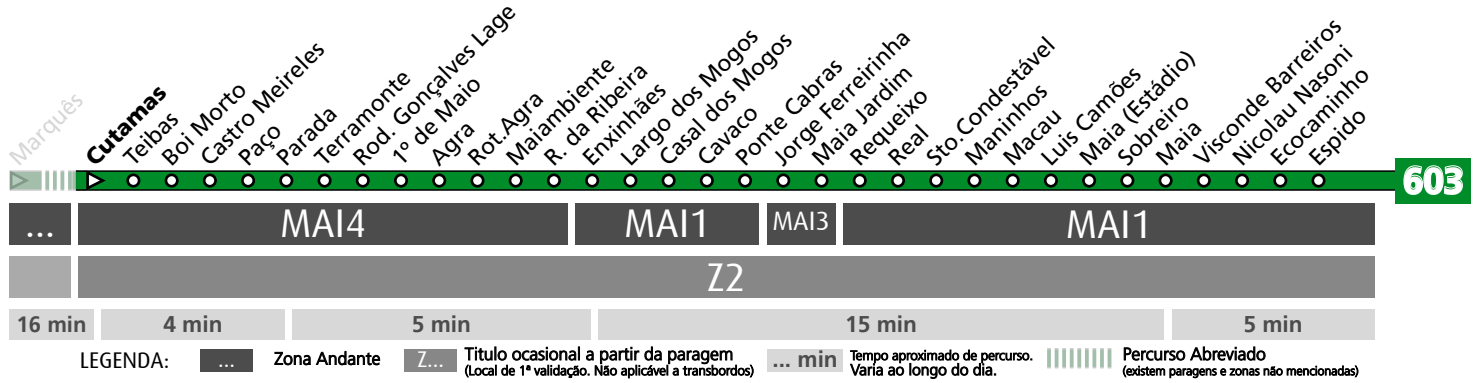 Marquês
Cutamas
Teibas
Boi Morto
Castro Meireles
Paço
Parada
Terramonte
Rod. Gonçalves Lage
1º de Maio
Agra
Rot.Agra
Maiambiente
R. da Ribeira
Enxinhães
Largo dos Mogos
Casal dos Mogos
Cavaco
Ponte Cabras
Jorge Ferreirinha
Maia Jardim
Requeixo
Real
Sto.Condestável
Maninhos
Macau
Luis Camões
Maia (Estádio)
Sobreiro
Maia
Visconde Barreiros
Nicolau Nasoni
Ecocaminho
Espido
603
... MAI4 MAI1 MAI3 MAI1
Z2
16 min 4 min 5 min 15 min 5 min
LEGENDA:
... Zona Andante
Z... Titulo ocasional a partir da paragem
(Local de 1ª validação. Não aplicável a transbordos)
... min Tempo aproximado de percurso.
Varia ao longo do dia.
Percurso Abreviado
(existem paragens e zonas não mencionadas)